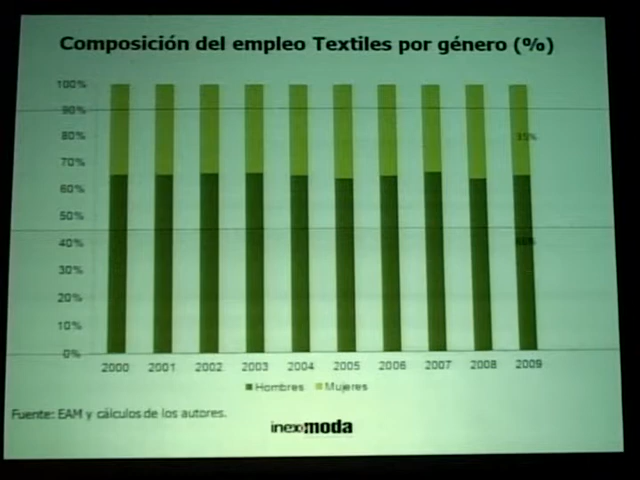 Composición del empleo Textiles por género (%)
100%
90%
80%
70%
60%
50%
40%
30%
20%
10%
0%
35%
2000 2001 2002 2003 2004 2005 2006 2007 2008 2009
Hombres Mujeres
Fuente: EAM y cálculos de los autores.
inexmoda